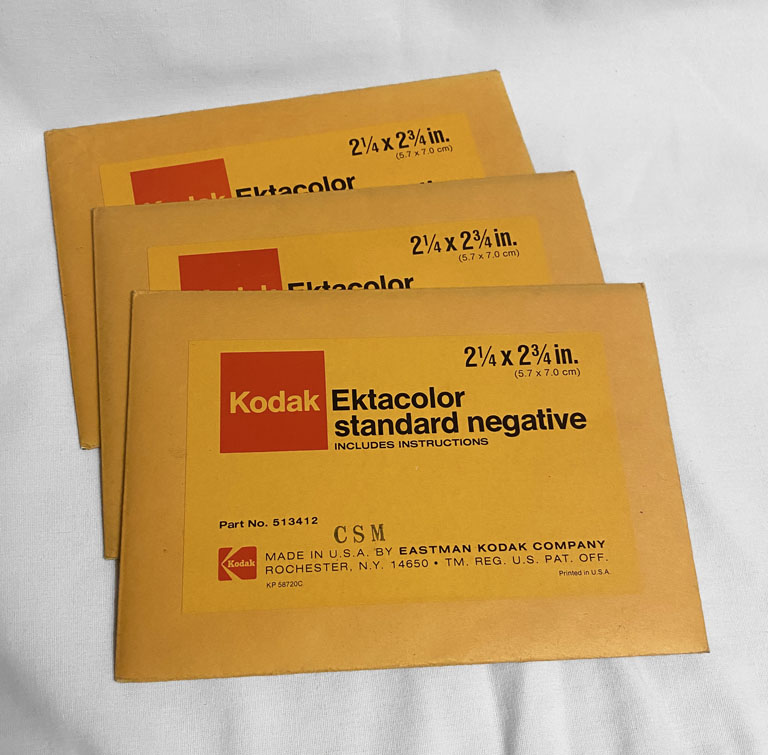 2¼ x 2¾ in.
(5.7 x 7.0 cm)
Kodak
Ektacolor
2¼ x 2¾ in.
(5.7 x 7.0 cm)
Kodak
Ektacolor
2¼ x 2¾ in.
(5.7 x 7.0 cm)
Kodak
Ektacolor
standard negative
INCLUDES INSTRUCTIONS
Part No. 513412
CSM
Kodak
MADE IN U.S.A. BY EASTMAN KODAK COMPANY
ROCHESTER, N.Y. 14650 • TM. REG. U.S. PAT. OFF.
KP 58720C
Printed in U.S.A.